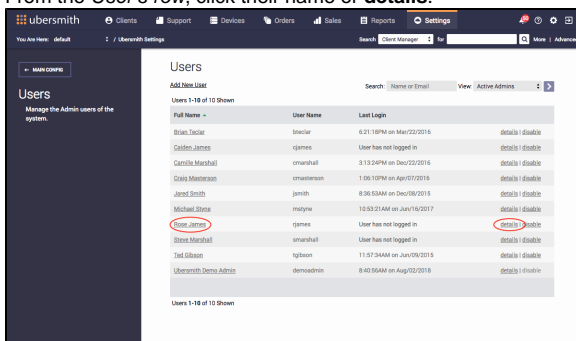 From the User's row, click their name or details.
ubersmith Clients Support Devices Orders Sales Reports Settings
You Are Here: default / Ubersmith Settings Search Client Manager for More | Advance
← MAIN CONFIG
Users
Manage the Admin users of the
system.
Users
Add New User Search: Name or Email View: Active Admins
Users 1-10 of 10 Shown
Full Name User Name Last Login
Brian Teclar bteclar 6:21:18PM on Mar/22/2016 details | disable
Caiden James cjames User has not logged in details | disable
Camille Marshall cmarshall 3:13:24PM on Dec/22/2016 details | disable
Craig Masterson cmasterson 1:06:10PM on Apr/07/2016 details | disable
Jared Smith jsmith 8:36:53AM on Dec/08/2015 details | disable
Michael Styne mstyne 10:53:21AM on Jun/16/2017 details | disable
Rose James rjames User has not logged in details | disable
Steve Marshall smarshall User has not logged in details | disable
Ted Gibson tgibson 11:57:34AM on Jun/09/2015 details | disable
Ubersmith Demo Admin demoadmin 8:40:56AM on Aug/02/2018 details | disable
Users 1-10 of 10 Shown